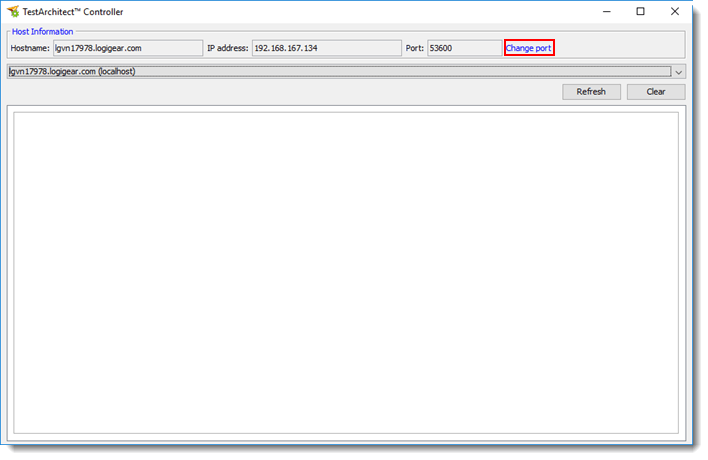 TestArchitect™ Controller
Host Information
Hostname: lgvn17978.logigear.com IP address: 192.168.167.134 Port: 53600 Change port
lgvn17978.logigear.com (localhost)
Refresh Clear